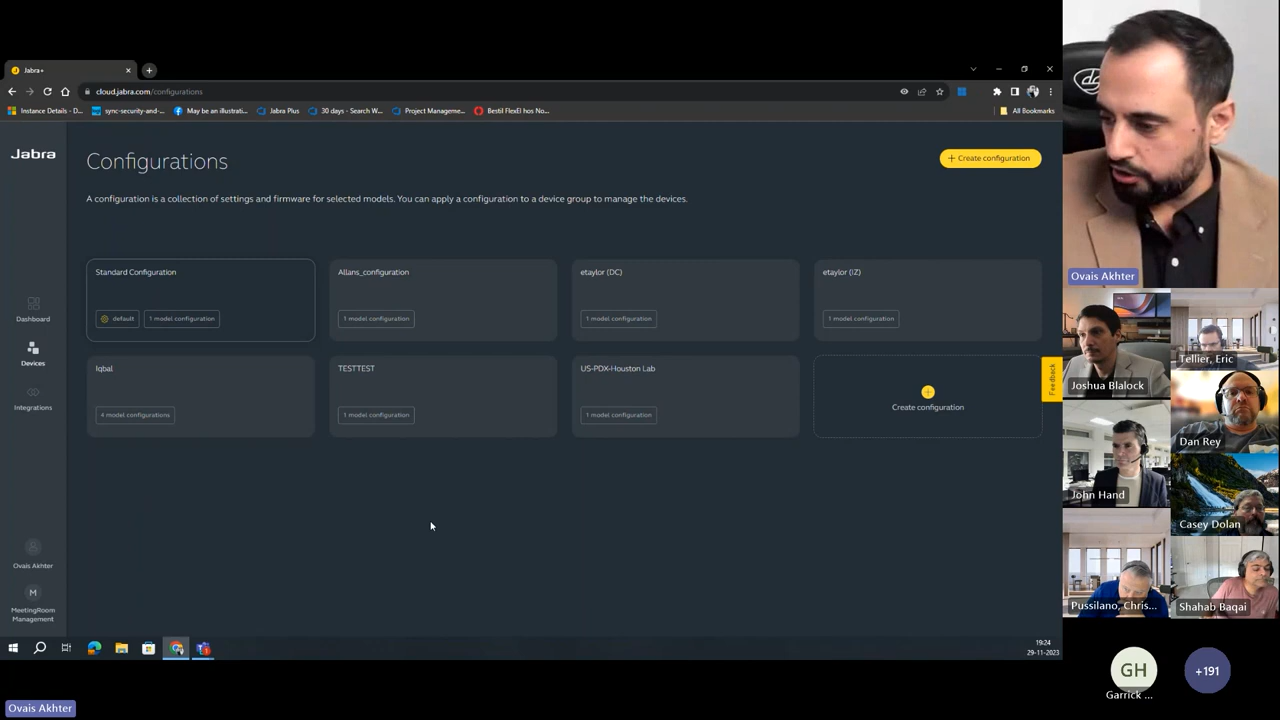 Jabra+
cloud.jabra.com/configurations
Instance Details - D...
sync-security-and-...
May be an illustrati...
Jabra Plus
30 days - Search W...
Project Manageme...
Bestil FlexEl hos No...
All Bookmarks
Jabra
Configurations
+ Create configuration
A configuration is a collection of settings and firmware for selected models. You can apply a configuration to a device group to manage the devices.
Standard Configuration
default
1 model configuration
Allans_configuration
1 model configuration
etaylor (DC)
1 model configuration
etaylor (IZ)
1 model configuration
Iqbal
4 model configurations
TESTTEST
1 model configuration
US-PDX-Houston Lab
1 model configuration
Create configuration
Feedback
Dashboard
Devices
Integrations
Ovais Akhter
M
MeetingRoom
Management
19:24
29-11-2023
Ovais Akhter
Ovais Akhter
Joshua Blalock
Tellier, Eric
Dan Rey
John Hand
Casey Dolan
Pussilano, Chris...
Shahab Baqai
GH
Garrick ...
+191